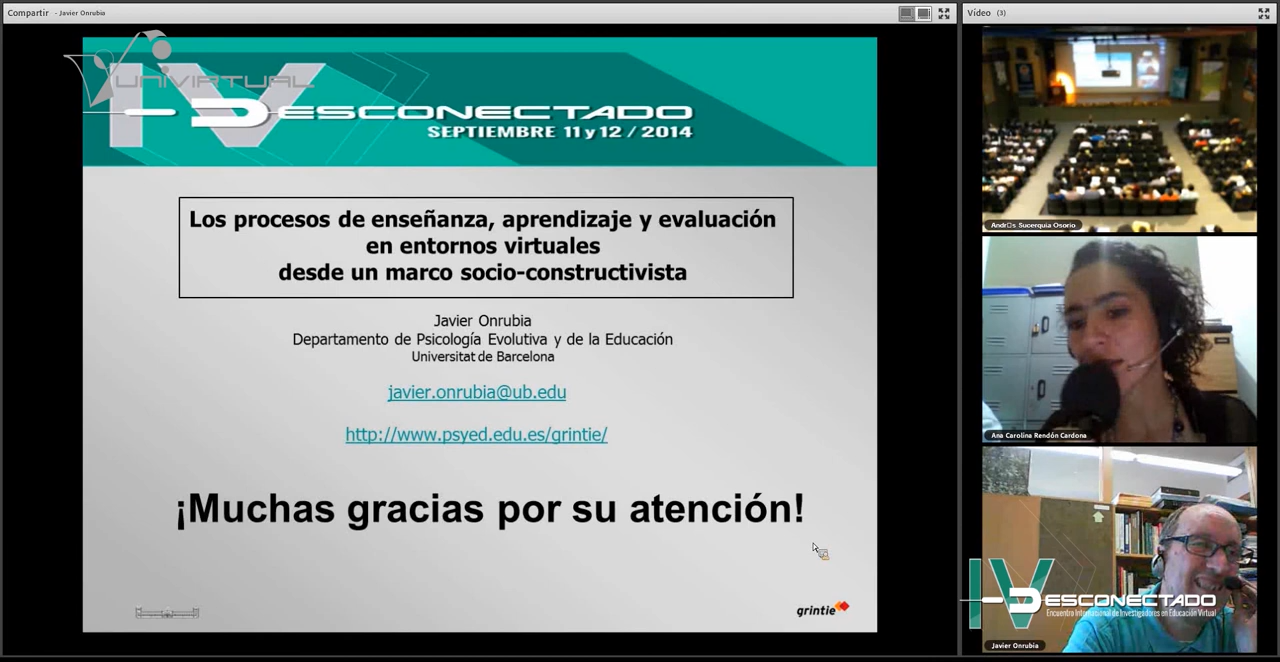 Compartir - Javier Onrubia
Vídeo (3)
UNIVIRTUAL
IV DESCONECTADO
SEPTIEMBRE 11 y 12 / 2014
Los procesos de enseñanza, aprendizaje y evaluación
en entornos virtuales
desde un marco socio-constructivista
Javier Onrubia
Departamento de Psicología Evolutiva y de la Educación
Universitat de Barcelona
javier.onrubia@ub.edu
http://www.psyed.edu.es/grintie/
¡Muchas gracias por su atención!
grintie
Andr□s Sucerquia Osorio
Ana Carolina Rendón Cardona
IV DESCONECTADO
Encuentro Internacional de Investigadores en Educación Virtual
Javier Onrubia